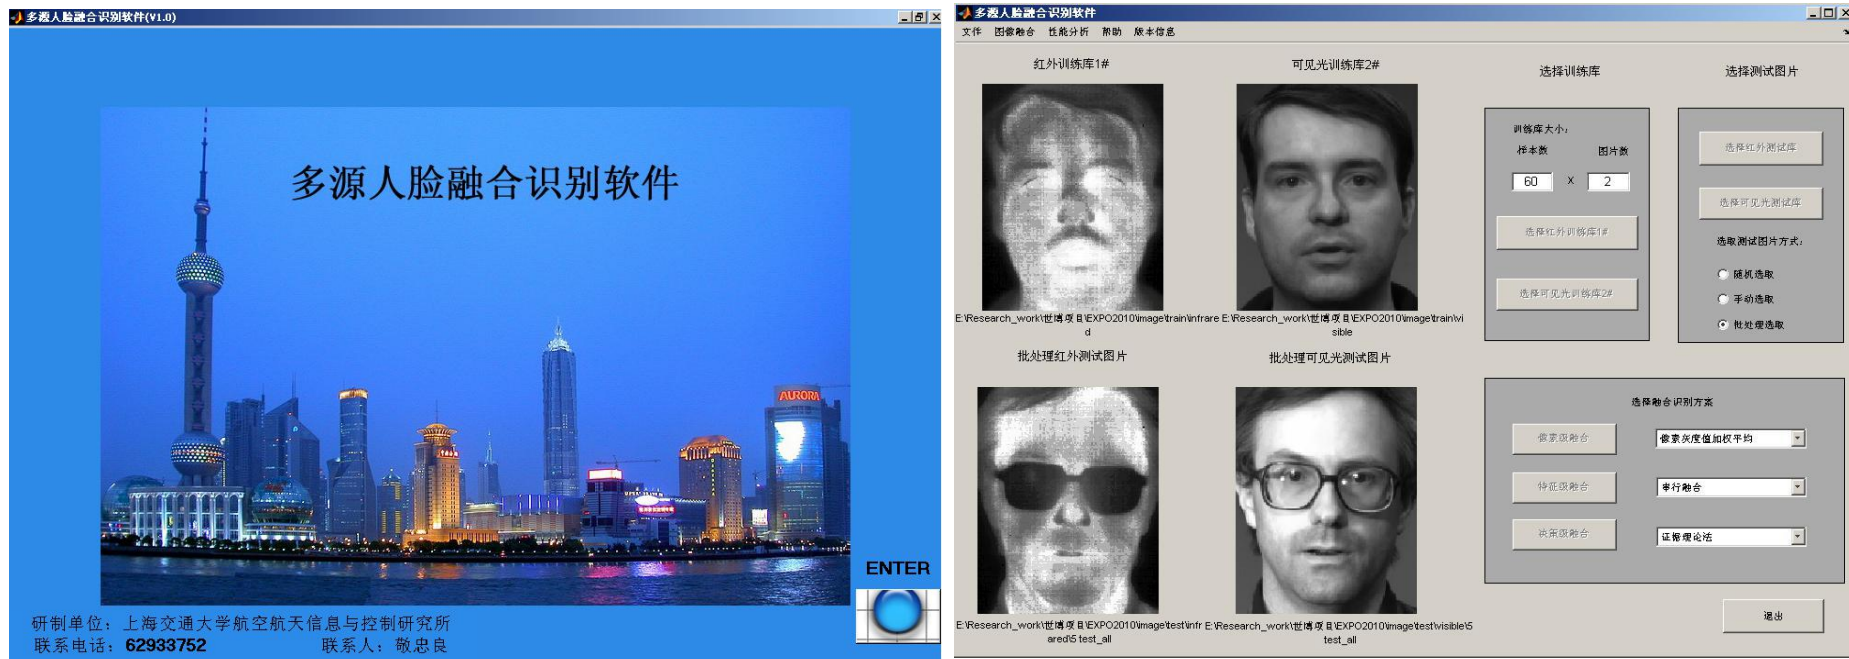 多源人脸融合识别软件(V1.0)
多源人脸融合识别软件
AURORA
ENTER
研制单位：上海交通大学航空航天信息与控制研究所
联系电话：62933752
联系人：敬忠良
多源人脸融合识别软件
文件 图像融合 性能分析 帮助 版本信息
红外训练库1#
可见光训练库2#
选择训练库
选择测试图片
训练库大小：
样本数 图片数
60 X 2
选择红外训练库1#
选择可见光训练库2#
选择红外测试库
选择可见光测试库
选取测试图片方式：
随机选取
手动选取
批处理选取
E:\Research_work\世博项目\EXPO2010\image\train\infrare
d
E:\Research_work\世博项目\EXPO2010\image\train\vi
sible
批处理红外测试图片
批处理可见光测试图片
E:\Research_work\世博项目\EXPO2010\image\test\infr
ared\5 test_all
E:\Research_work\世博项目\EXPO2010\image\test\visible\5
test_all
选择融合识别方案
像素级融合 像素灰度值加权平均
特征级融合 串行融合
决策级融合 证据理论法
退出